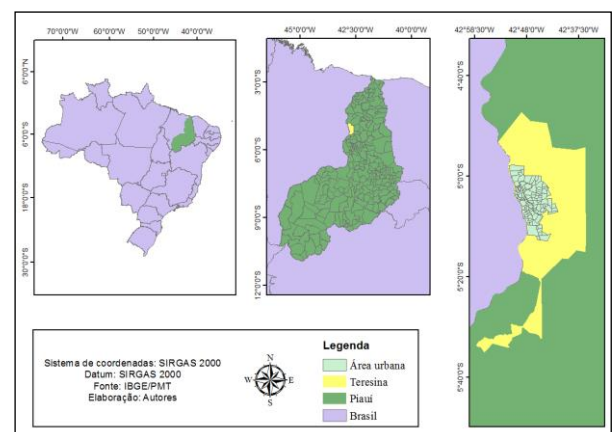 70°0'0"W 60°0'0"W 50°0'0"W 40°0'0"W
6°0'0"N
6°0'0"S
18°0'0"S
30°0'0"S
45°0'0"W 42°30'0"W 40°0'0"W
3°0'0"S
6°0'0"S
9°0'0"S
12°0'0"S
42°58'30"W 42°48'0"W 42°37'30"W
4°40'0"S
5°0'0"S
5°20'0"S
5°40'0"S
Sistema de coordenadas: SIRGAS 2000
Datum: SIRGAS 2000
Fonte: IBGE/PMT
Elaboração: Autores
N
W E
S
Legenda
Área urbana
Teresina
Piauí
Brasil